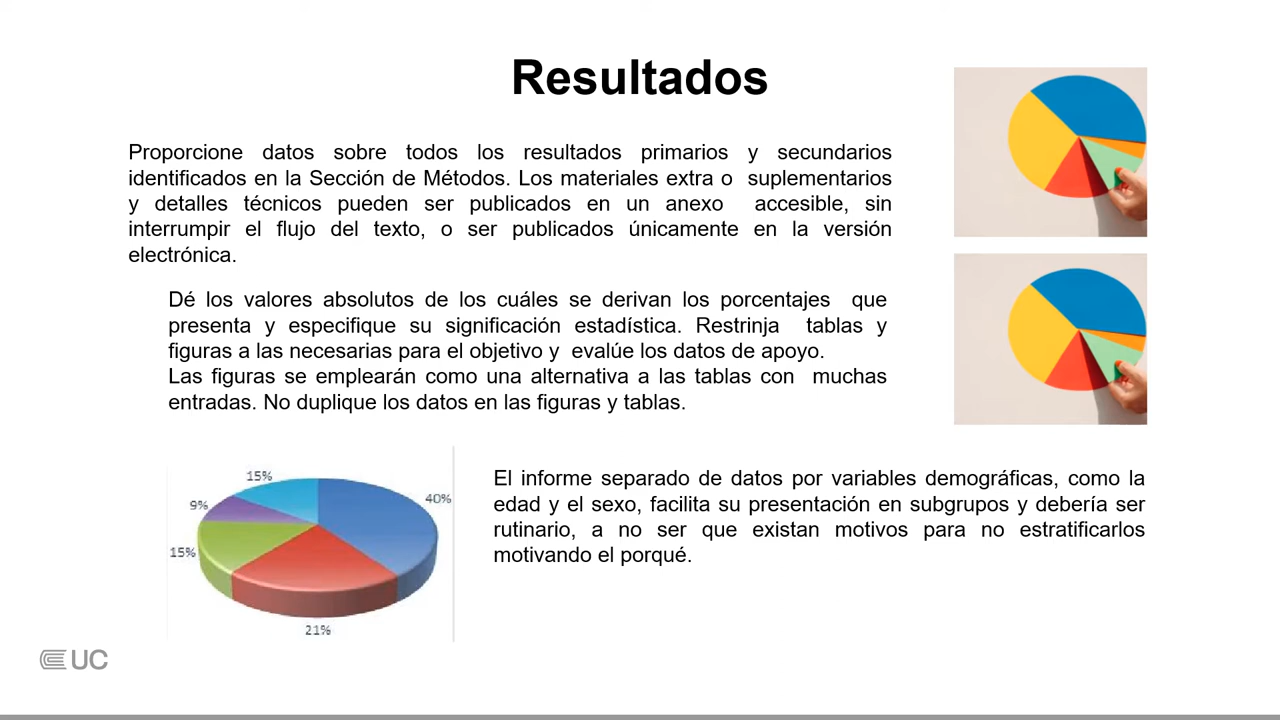 Resultados
Proporcione datos sobre todos los resultados primarios y secundarios
identificados en la Sección de Métodos. Los materiales extra o suplementarios
y detalles técnicos pueden ser publicados en un anexo accesible, sin
interrumpir el flujo del texto, o ser publicados únicamente en la versión
electrónica.
Dé los valores absolutos de los cuáles se derivan los porcentajes que
presenta y especifique su significación estadística. Restrinja tablas y
figuras a las necesarias para el objetivo y evalúe los datos de apoyo.
Las figuras se emplearán como una alternativa a las tablas con muchas
entradas. No duplique los datos en las figuras y tablas.
15%
40%
9%
15%
21%
El informe separado de datos por variables demográficas, como la
edad y el sexo, facilita su presentación en subgrupos y debería ser
rutinario, a no ser que existan motivos para no estratificarlos
motivando el porqué.
UC